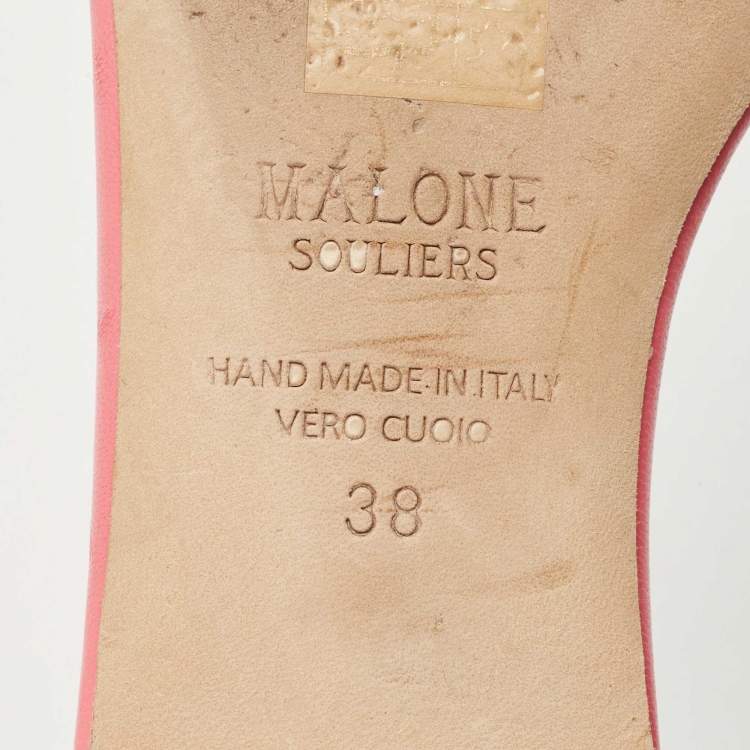 MALONE
SOULIERS
HAND MADE IN ITALY
VERO CUOIO
38